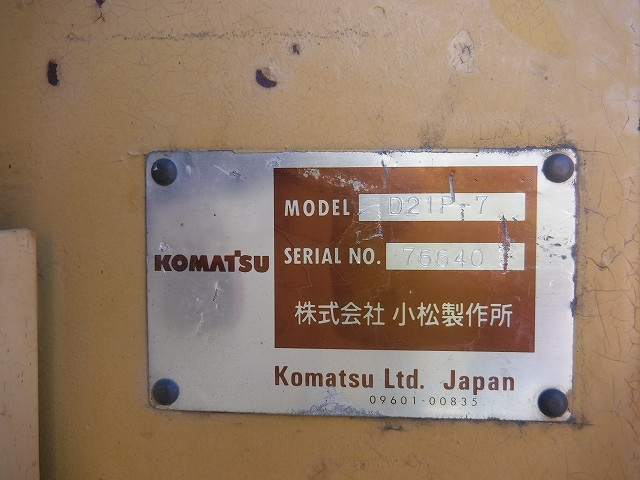 MODEL D21P-7
KOMATSU
SERIAL NO. 76640
株式会社 小松製作所
Komatsu Ltd. Japan
09601-00835